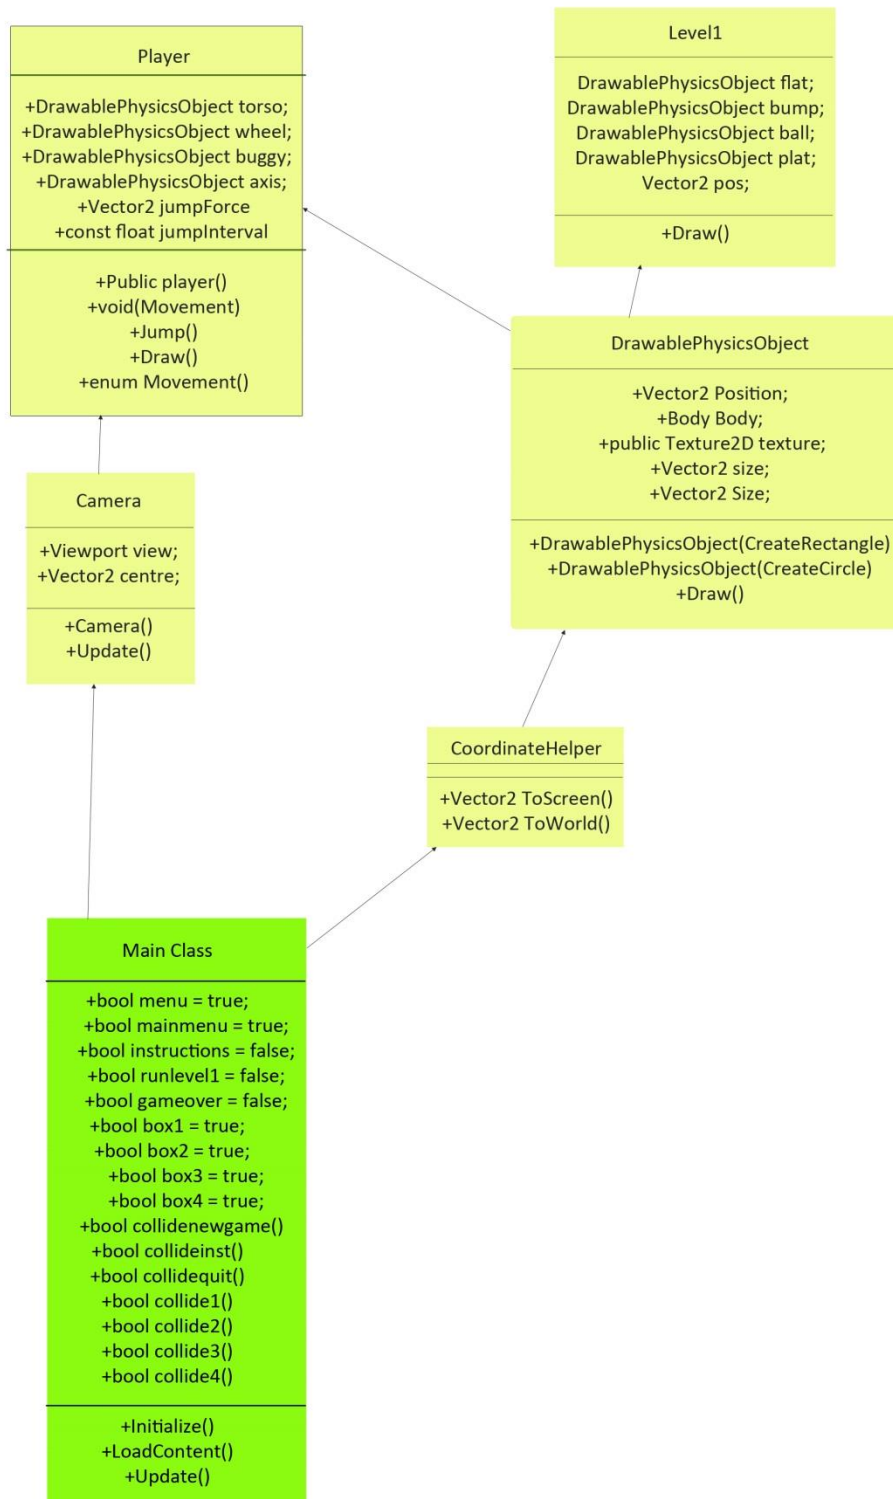 Player
+DrawablePhysicsObject torso;
+DrawablePhysicsObject wheel;
+DrawablePhysicsObject buggy;
+DrawablePhysicsObject axis;
+Vector2 jumpForce
+const float jumpInterval
+Public player()
+void(Movement)
+Jump()
+Draw()
+enum Movement()
Level1
DrawablePhysicsObject flat;
DrawablePhysicsObject bump;
DrawablePhysicsObject ball;
DrawablePhysicsObject plat;
Vector2 pos;
+Draw()
DrawablePhysicsObject
+Vector2 Position;
+Body Body;
+public Texture2D texture;
+Vector2 size;
+Vector2 Size;
+DrawablePhysicsObject(CreateRectangle)
+DrawablePhysicsObject(CreateCircle)
+Draw()
Camera
+Viewport view;
+Vector2 centre;
+Camera()
+Update()
CoordinateHelper
+Vector2 ToScreen()
+Vector2 ToWorld()
Main Class
+bool menu = true;
+bool mainmenu = true;
+bool instructions = false;
+bool runlevel1 = false;
+bool gameover = false;
+bool box1 = true;
+bool box2 = true;
+bool box3 = true;
+bool box4 = true;
+bool collidenewgame()
+bool collideinst()
+bool collidequit()
+bool collide1()
+bool collide2()
+bool collide3()
+bool collide4()
+Initialize()
+LoadContent()
+Update()